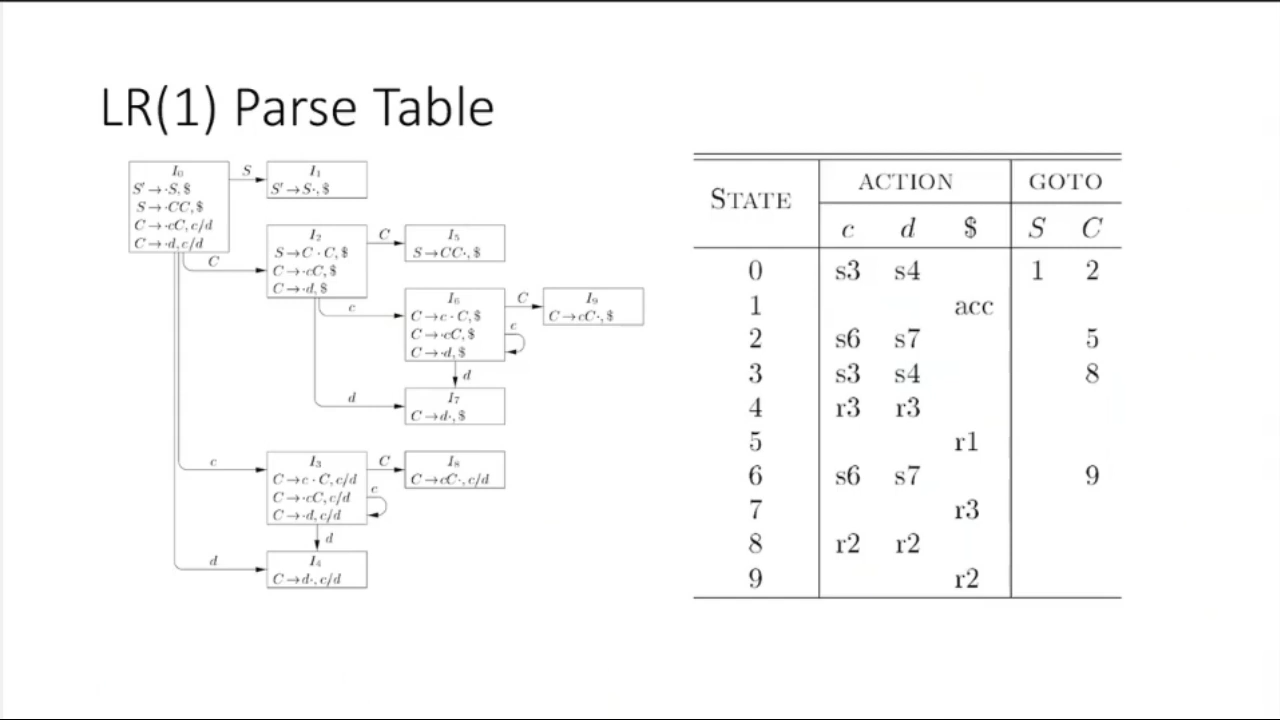 LR(1) Parse Table
I₀
S′ → ·S, $
S → ·CC, $
C → ·cC, c/d
C → ·d, c/d
S
I₁
S′ → S·, $
C
I₂
S → C · C, $
C → ·cC, $
C → ·d, $
C
I₅
S → CC·, $
c
I₆
C → c · C, $
C → ·cC, $
C → ·d, $
C
I₉
C → cC·, $
c
d
d
I₇
C → d·, $
c
I₃
C → c · C, c/d
C → ·cC, c/d
C → ·d, c/d
C
I₈
C → cC·, c/d
c
d
d
I₄
C → d·, c/d
STATE ACTION GOTO
c d $ S C
0 s3 s4 1 2
1 acc
2 s6 s7 5
3 s3 s4 8
4 r3 r3
5 r1
6 s6 s7 9
7 r3
8 r2 r2
9 r2